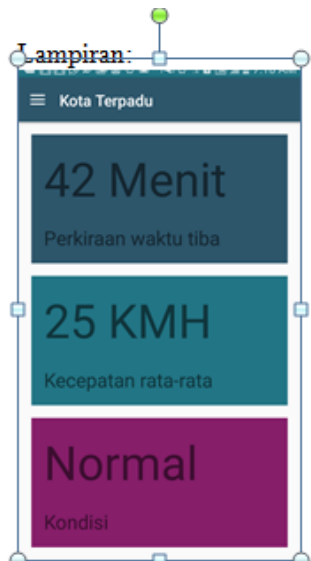 Lampiran:
Kota Terpadu
42 Menit
Perkiraan waktu tiba
25 KMH
Kecepatan rata-rata
Normal
Kondisi